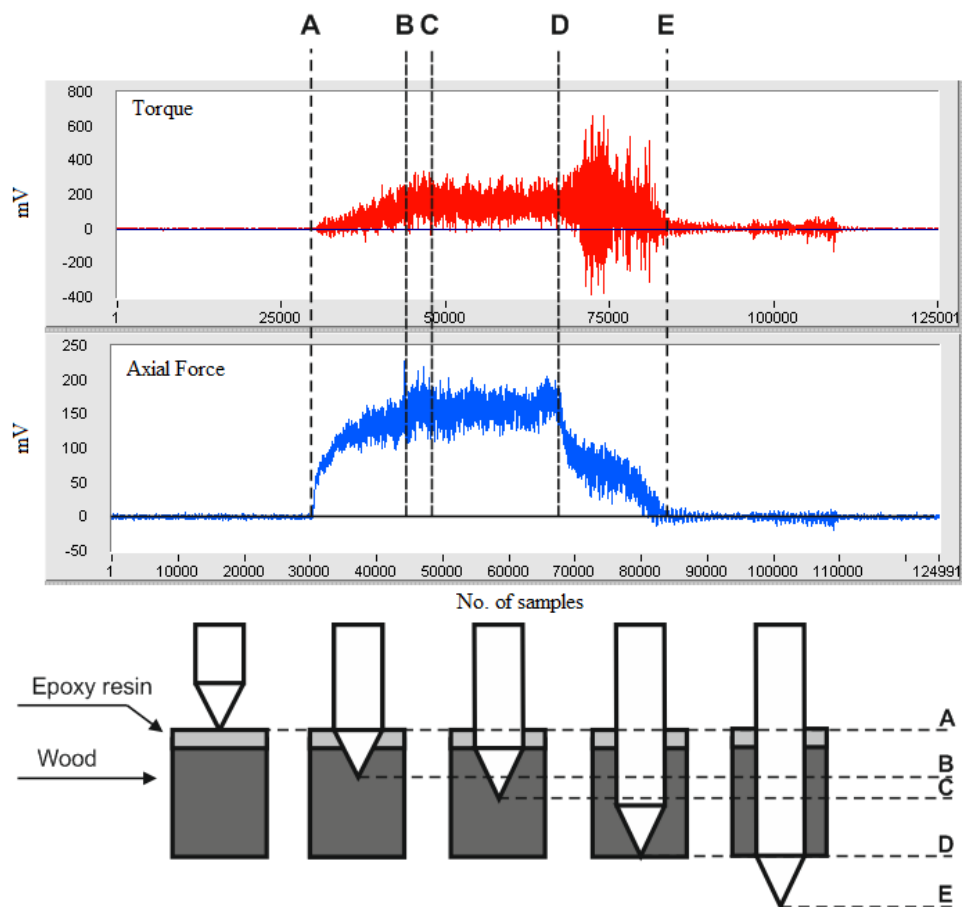 A B C D E
Torque
mV
800
600
400
200
0
-200
-400
1 25000 50000 75000 100000 125001
Axial Force
mV
250
200
150
100
50
0
-50
1 10000 20000 30000 40000 50000 60000 70000 80000 90000 100000 110000 124991
No. of samples
Epoxy resin
Wood
A
B
C
D
E